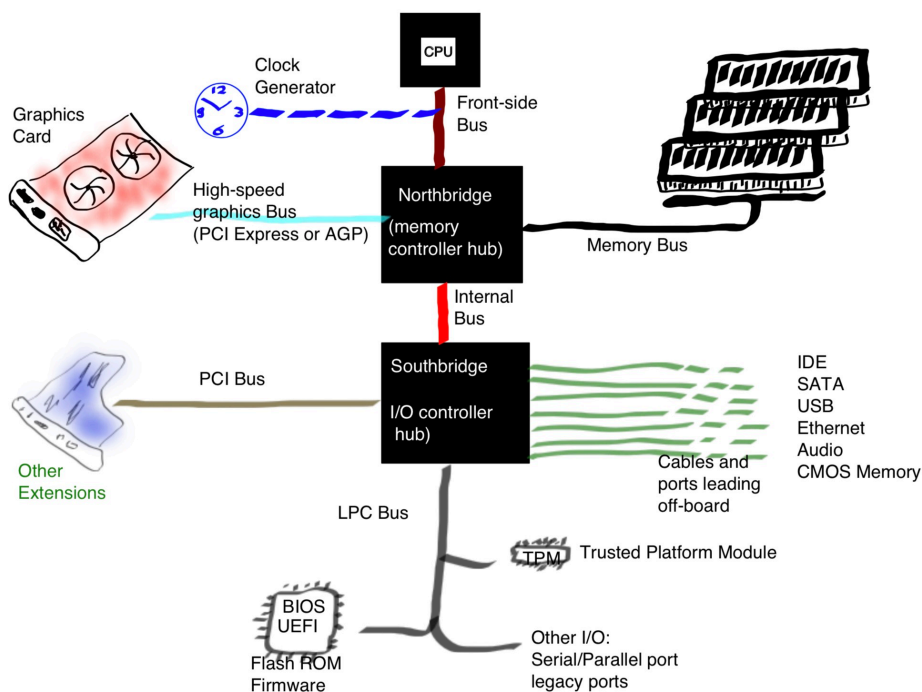 CPU
Clock
Generator
12
3
6
Front-side
Bus
Graphics
Card
High-speed
graphics Bus
(PCI Express or AGP)
Northbridge
(memory
controller hub)
Memory Bus
Internal
Bus
Southbridge
I/O controller
hub)
PCI Bus
Other
Extensions
IDE
SATA
USB
Ethernet
Audio
CMOS Memory
Cables and
ports leading
off-board
LPC Bus
TPM
Trusted Platform Module
BIOS
UEFI
Flash ROM
Firmware
Other I/O:
Serial/Parallel port
legacy ports